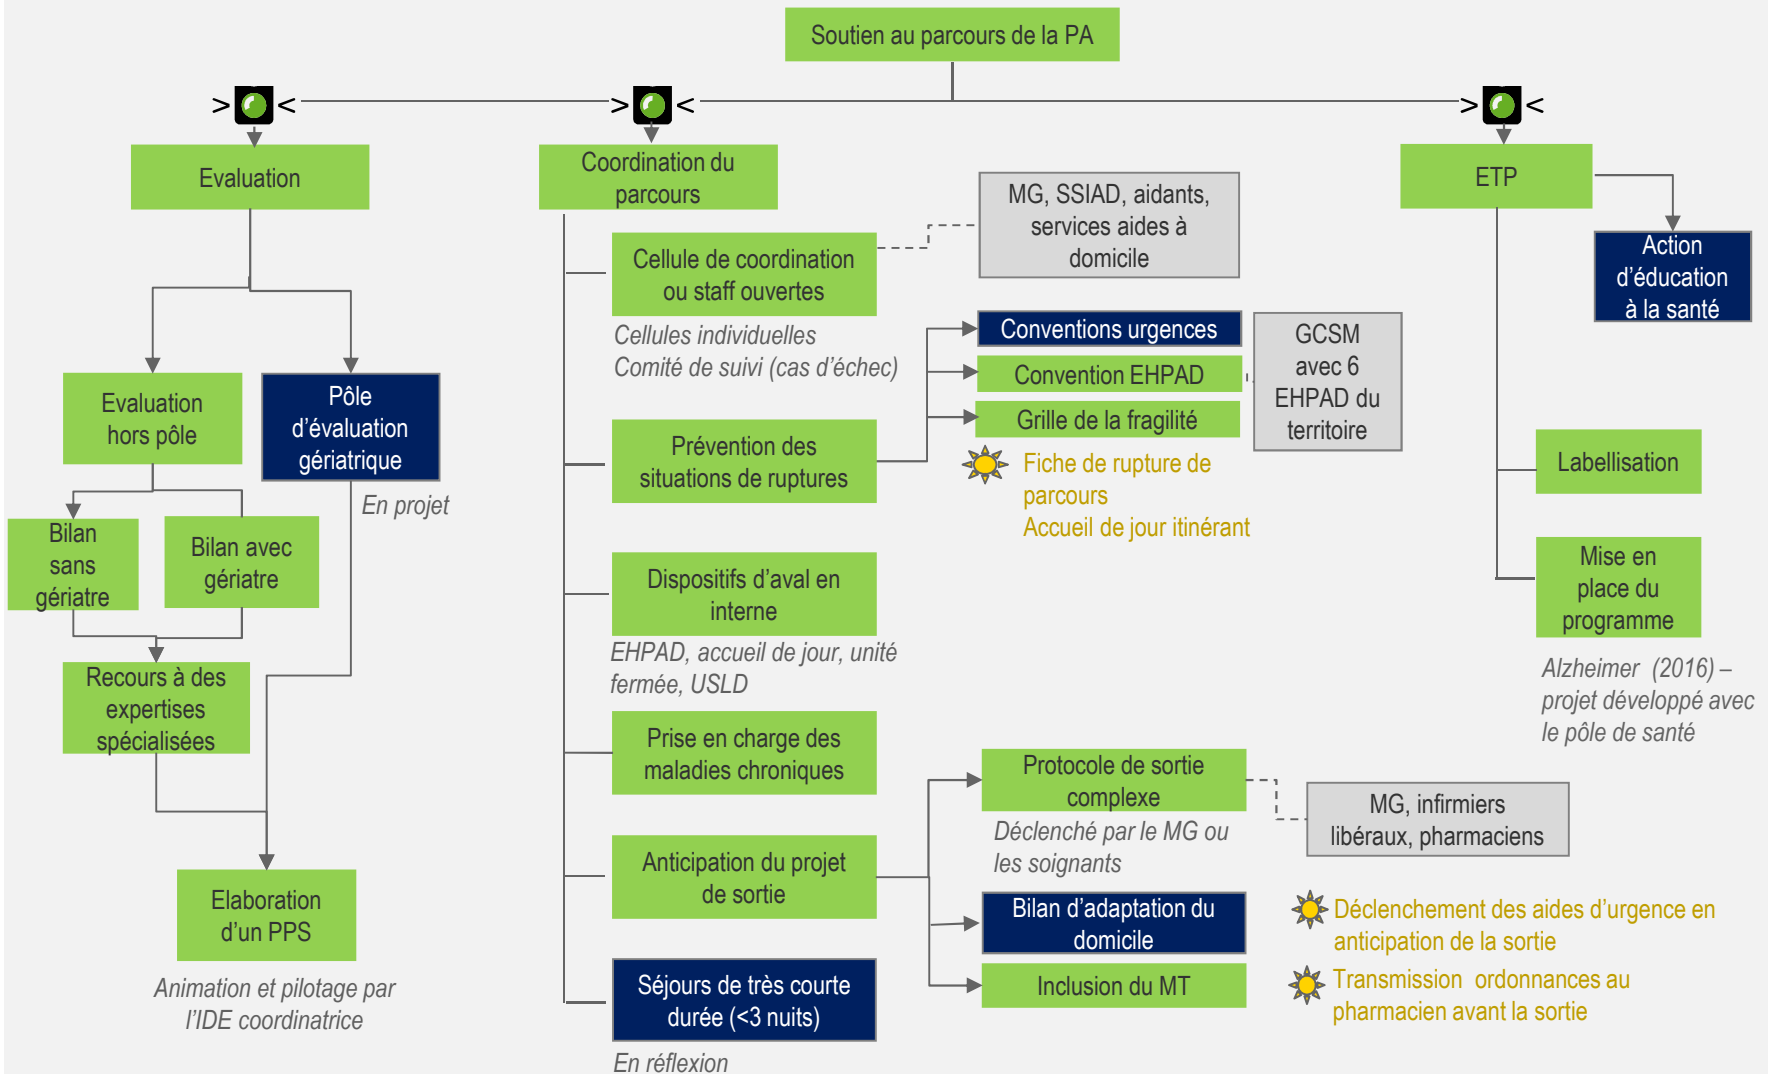 Soutien au parcours de la PA
> <
> <
> <
Evaluation
Evaluation
hors pôle
Pôle
d’évaluation
gériatrique
En projet
Bilan
sans
gériatre
Bilan avec
gériatre
Recours à des
expertises
spécialisées
Elaboration
d’un PPS
Animation et pilotage par
l’IDE coordinatrice
Coordination du
parcours
Cellule de coordination
ou staff ouvertes
Cellules individuelles
Comité de suivi (cas d’échec)
MG, SSIAD, aidants,
services aides à
domicile
Prévention des
situations de ruptures
Conventions urgences
Convention EHPAD
Grille de la fragilité
GCSM
avec 6
EHPAD du
territoire
Fiche de rupture de
parcours
Accueil de jour itinérant
Dispositifs d’aval en
interne
EHPAD, accueil de jour, unité
fermée, USLD
Prise en charge des
maladies chroniques
Anticipation du projet
de sortie
Protocole de sortie
complexe
Déclenché par le MG ou
les soignants
MG, infirmiers
libéraux, pharmaciens
Bilan d’adaptation du
domicile
Inclusion du MT
Déclenchement des aides d’urgence en
anticipation de la sortie
Transmission ordonnances au
pharmacien avant la sortie
Séjours de très courte
durée (<3 nuits)
En réflexion
ETP
Action
d’éducation
à la santé
Labellisation
Mise en
place du
programme
Alzheimer (2016) –
projet développé avec
le pôle de santé